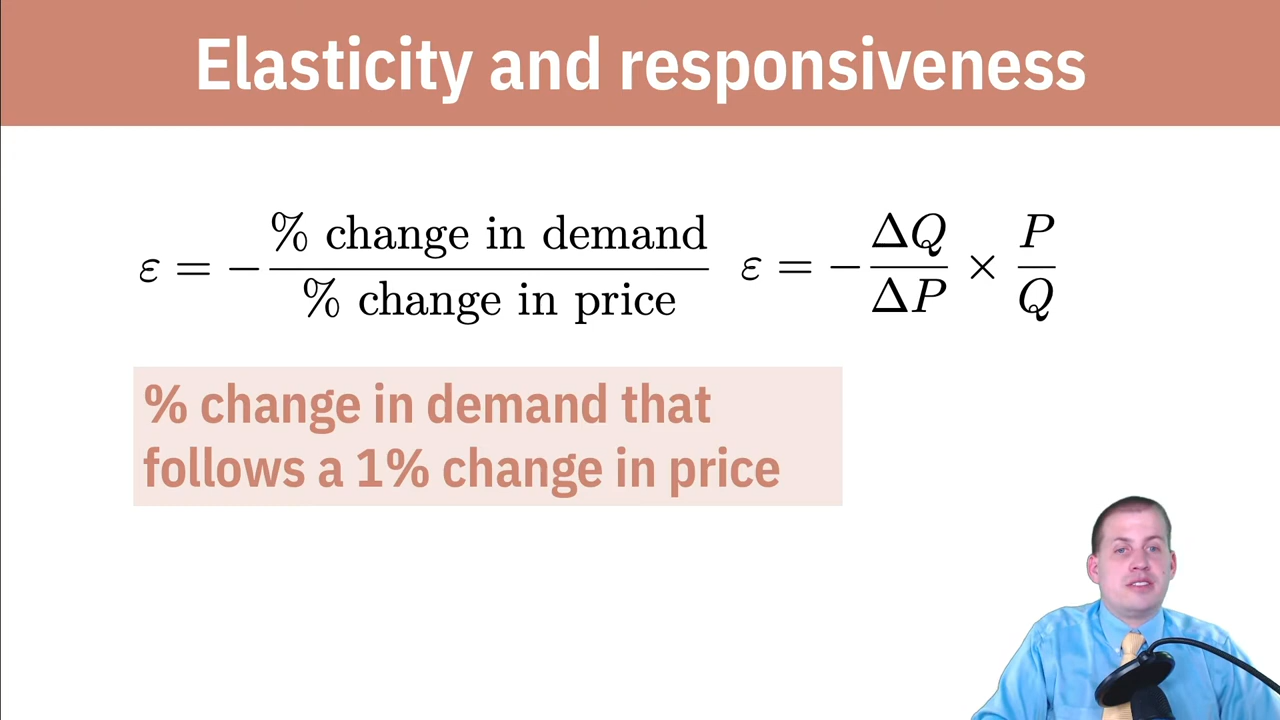 Elasticity and responsiveness
ε = − % change in demand / % change in price   ε = − ΔQ / ΔP × P / Q
% change in demand that
follows a 1% change in price